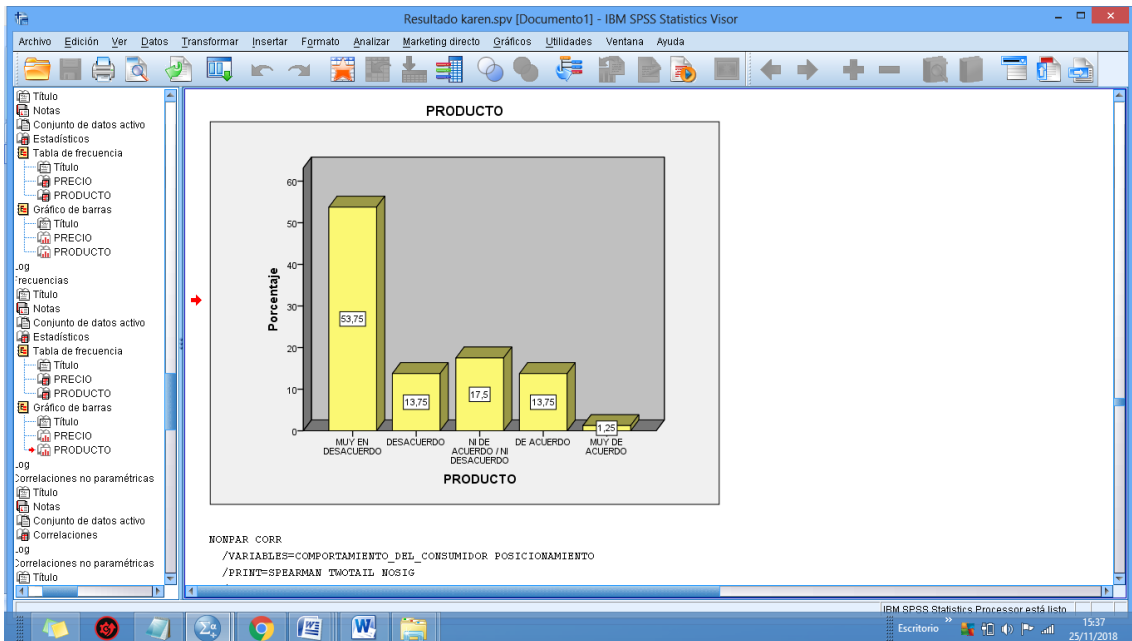 Resultado karen.spv [Documento1] - IBM SPSS Statistics Visor
Archivo Edición Ver Datos Transformar Insertar Formato Analizar Marketing directo Gráficos Utilidades Ventana Ayuda
Título
Notas
Conjunto de datos activo
Estadísticos
Tabla de frecuencia
Título
PRECIO
PRODUCTO
Gráfico de barras
Título
PRECIO
PRODUCTO
.og
recuencias
Título
Notas
Conjunto de datos activo
Estadísticos
Tabla de frecuencia
Título
PRECIO
PRODUCTO
Gráfico de barras
Título
PRECIO
PRODUCTO
.og
Correlaciones no paramétricas
Título
Notas
Conjunto de datos activo
Correlaciones
.og
Correlaciones no paramétricas
Título
PRODUCTO
Porcentaje
60
50
40
30
20
10
0
53,75
13,75
17,5
13,75
1,25
MUY EN DESACUERDO
DESACUERDO
NI DE ACUERDO / NI DESACUERDO
DE ACUERDO
MUY DE ACUERDO
PRODUCTO
NONPAR CORR
/VARIABLES=COMPORTAMIENTO_DEL_CONSUMIDOR POSICIONAMIENTO
/PRINT=SPEARMAN TWOTAIL NOSIG
IBM SPSS Statistics Processor está listo
Escritorio
15:37
25/11/2018